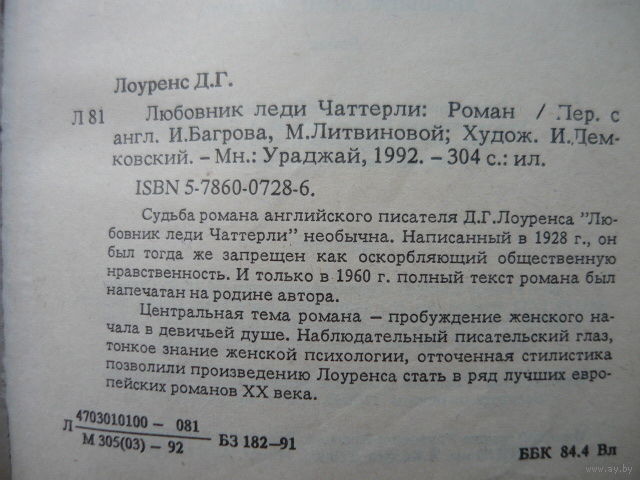 Лоуренс Д.Г.
Л 81 Любовник леди Чаттерли: Роман / Пер. с
англ. И.Багрова, М.Литвиновой; Худож. И.Дем-
ковский. – Мн.: Ураджай, 1992. – 304 с.: ил.
ISBN 5-7860-0728-6.
Судьба романа английского писателя Д.Г.Лоуренса "Лю-
бовник леди Чаттерли" необычна. Написанный в 1928 г., он
был тогда же запрещен как оскорбляющий общественную
нравственность. И только в 1960 г. полный текст романа был
напечатан на родине автора.
Центральная тема романа – пробуждение женского на-
чала в девичьей душе. Наблюдательный писательский глаз,
тонкое знание женской психологии, отточенная стилистика
позволили произведению Лоуренса стать в ряд лучших евро-
пейских романов XX века.
Л 4703010100 – 081
М 305(03) – 92 БЗ 182–91
ББК 84.4 Вл
www.ay.by